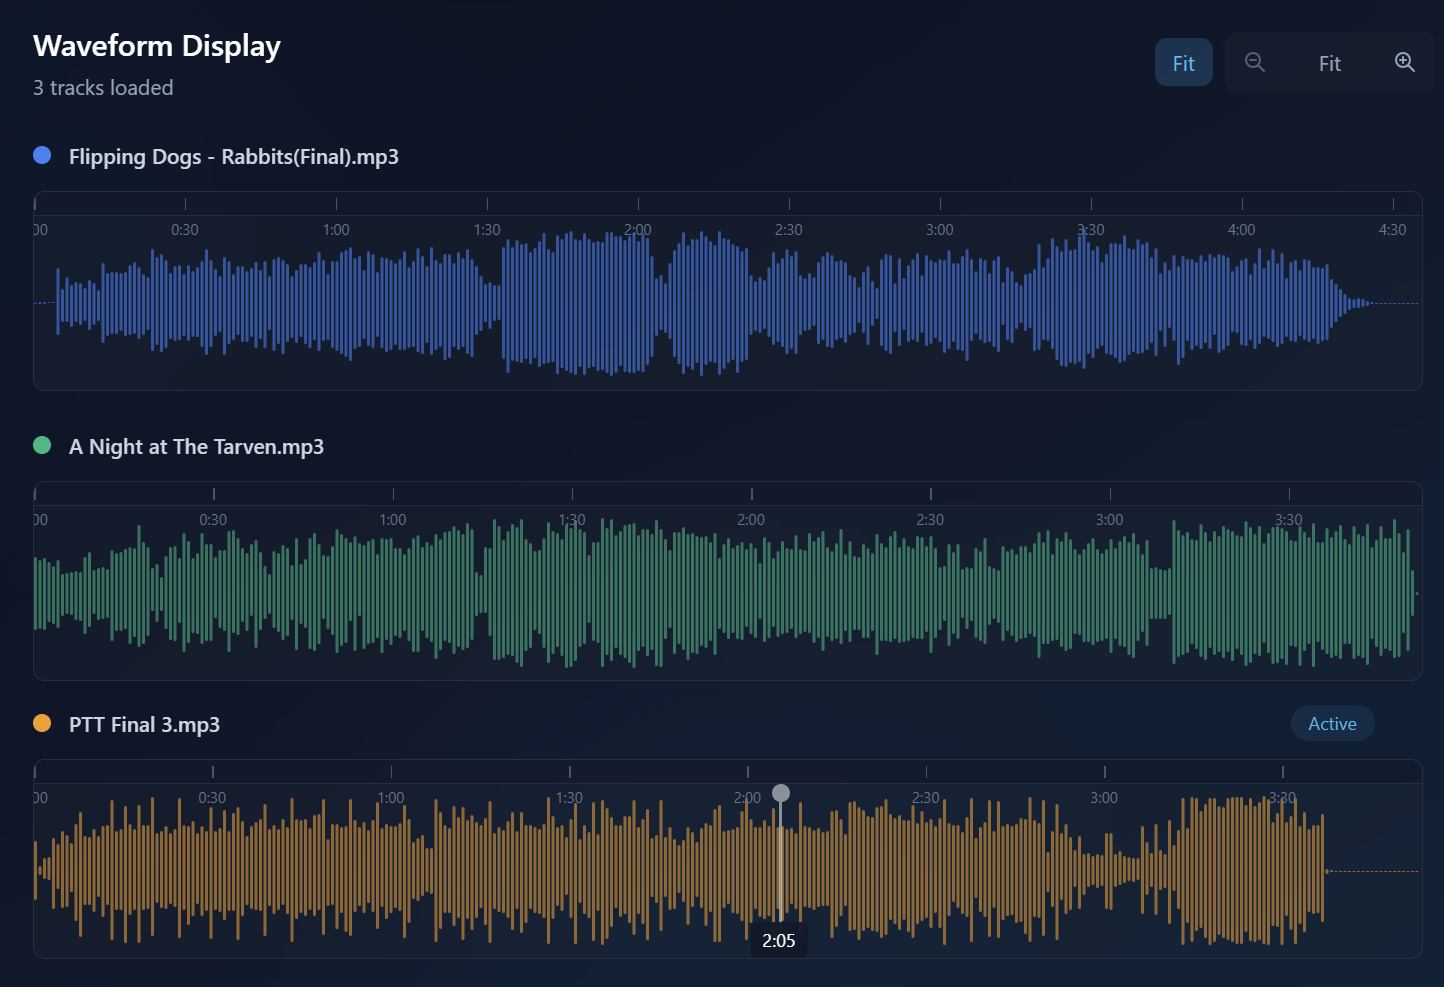 Waveform Display
3 tracks loaded
Fit Fit
Flipping Dogs - Rabbits(Final).mp3
00 0:30 1:00 1:30 2:00 2:30 3:00 3:30 4:00 4:30
A Night at The Tarven.mp3
00 0:30 1:00 1:30 2:00 2:30 3:00 3:30
PTT Final 3.mp3 Active
00 0:30 1:00 1:30 2:00 2:30 3:00 3:30
2:05